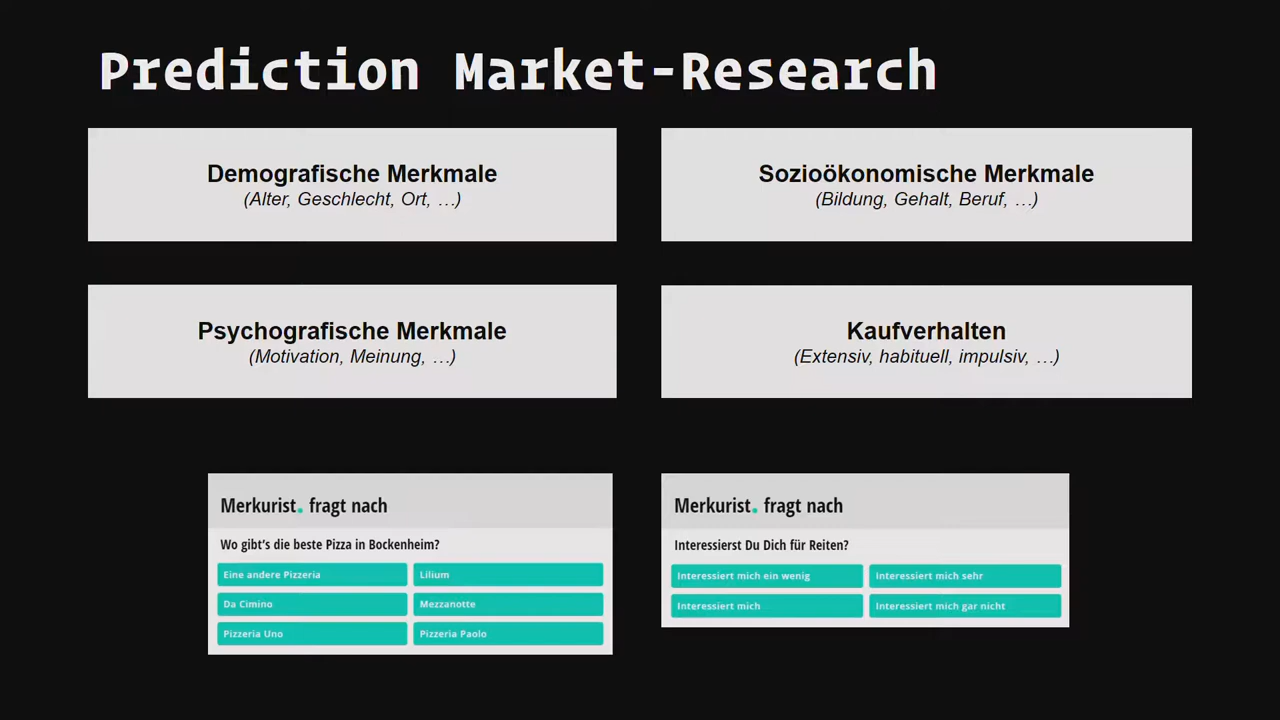 Prediction Market-Research
Demografische Merkmale
(Alter, Geschlecht, Ort, …)
Sozioökonomische Merkmale
(Bildung, Gehalt, Beruf, …)
Psychografische Merkmale
(Motivation, Meinung, …)
Kaufverhalten
(Extensiv, habituell, impulsiv, …)
Merkurist. fragt nach
Wo gibt's die beste Pizza in Bockenheim?
Eine andere Pizzeria
Lilium
Da Cimino
Mezzanotte
Pizzeria Uno
Pizzeria Paolo
Merkurist. fragt nach
Interessierst Du Dich für Reiten?
Interessiert mich ein wenig
Interessiert mich sehr
Interessiert mich
Interessiert mich gar nicht